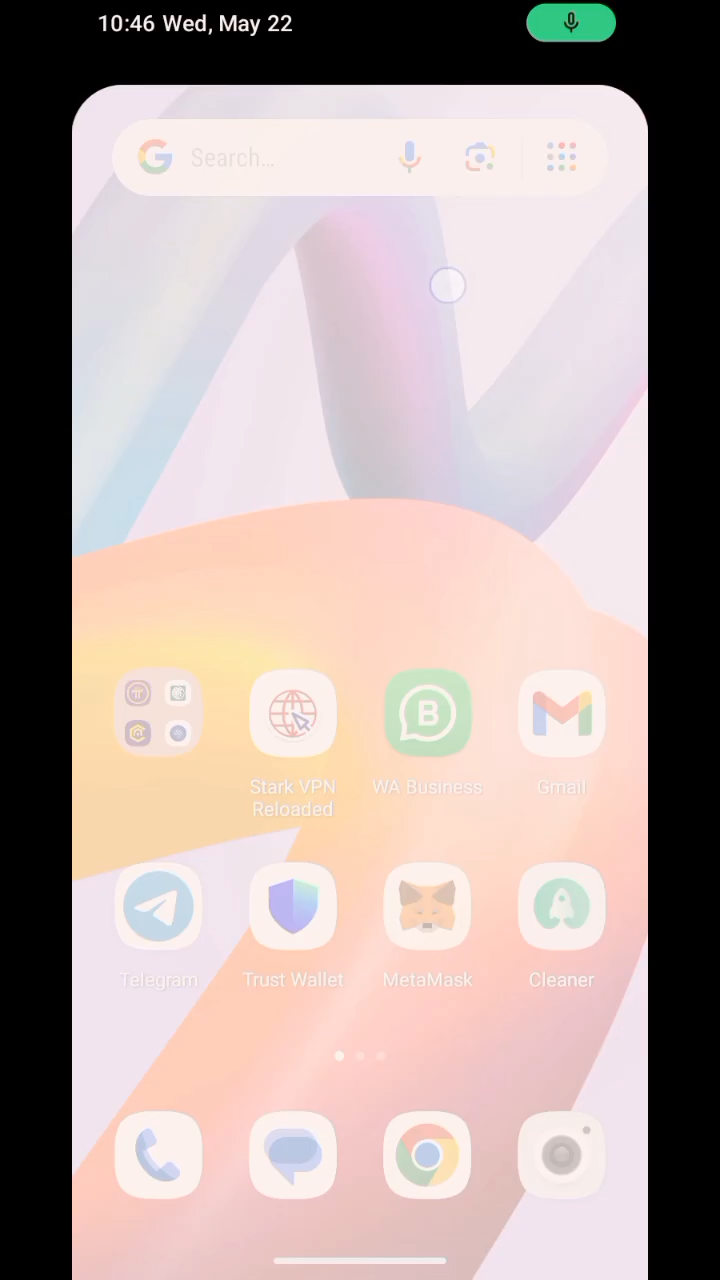 10:46 Wed, May 22
Search...
Stark VPN
Reloaded
WA Business
Gmail
Telegram
Trust Wallet
MetaMask
Cleaner